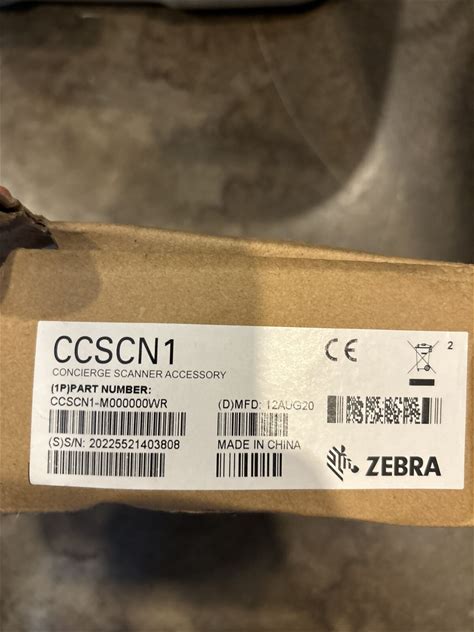 CCSCN1
CONCIERGE SCANNER ACCESSORY
(1P)PART NUMBER:
CCSCN1-M000000WR
(S)S/N: 20225521403808
(D)MFD: 12AUG20
MADE IN CHINA
CE
2
ZEBRA